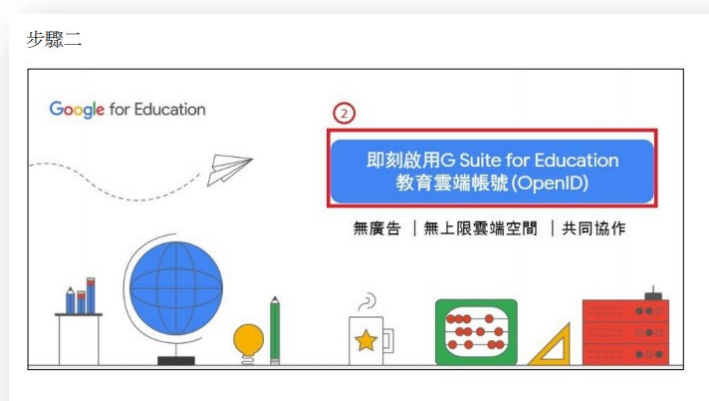 步驟二
Google for Education
②
即刻啟用G Suite for Education
教育雲端帳號(OpenID)
無廣告 | 無上限雲端空間 | 共同協作